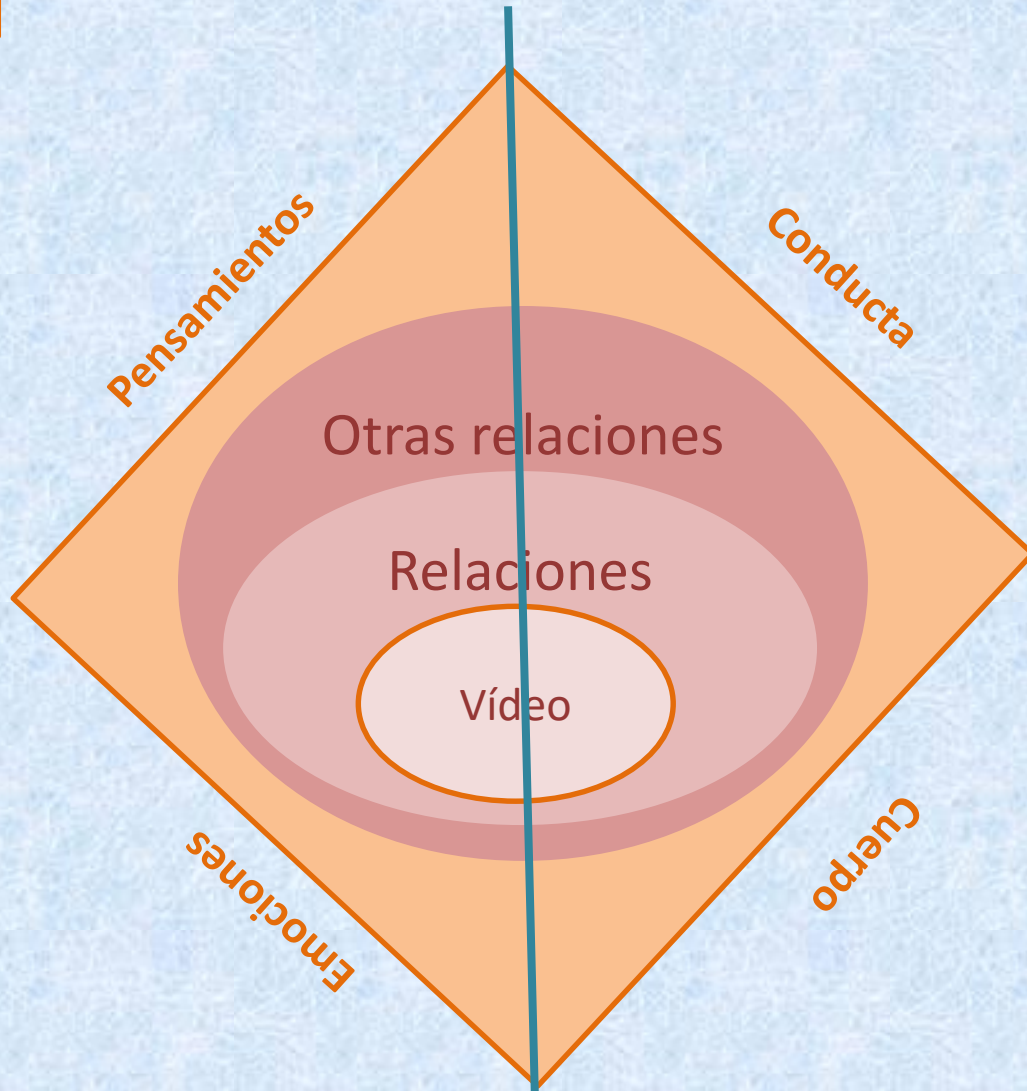 Pensamientos
Conducta
Otras relaciones
Relaciones
Vídeo
Emociones
Cuerpo